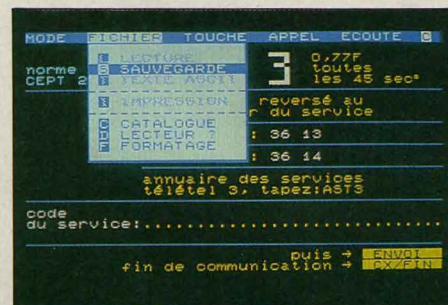 MODE FICHIER TOUCHE APPEL ECOUTE C
L LECTURE
S SAUVEGARDE
T TEXTE ASCII
I IMPRESSION
C CATALOGUE
D LECTEUR ?
F FORMATAGE
norme
CEPT 2
3
0,77F
toutes
les 45 secs
reversé au
r du service
: 36 13
: 36 14
annuaire des services
télétel 3, tapez:AST3
code
du service:
puis → ENVOI
fin de communication → CX/FIN